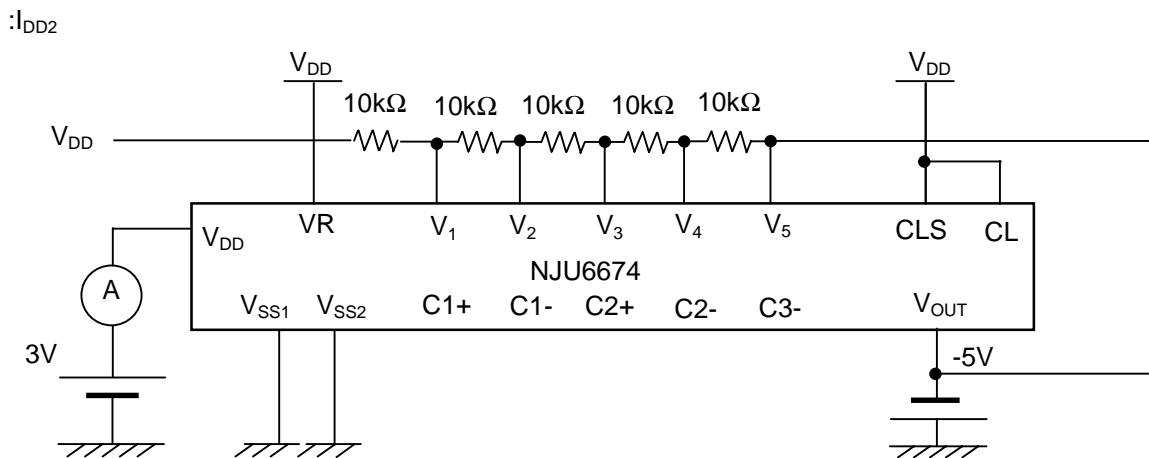 :IDD2
VDD VDD
10kΩ 10kΩ 10kΩ 10kΩ 10kΩ
VDD
VR V1 V2 V3 V4 V5 CLS CL
VDD
NJU6674
A
VSS1 VSS2 C1+ C1- C2+ C2- C3- VOUT
3V -5V